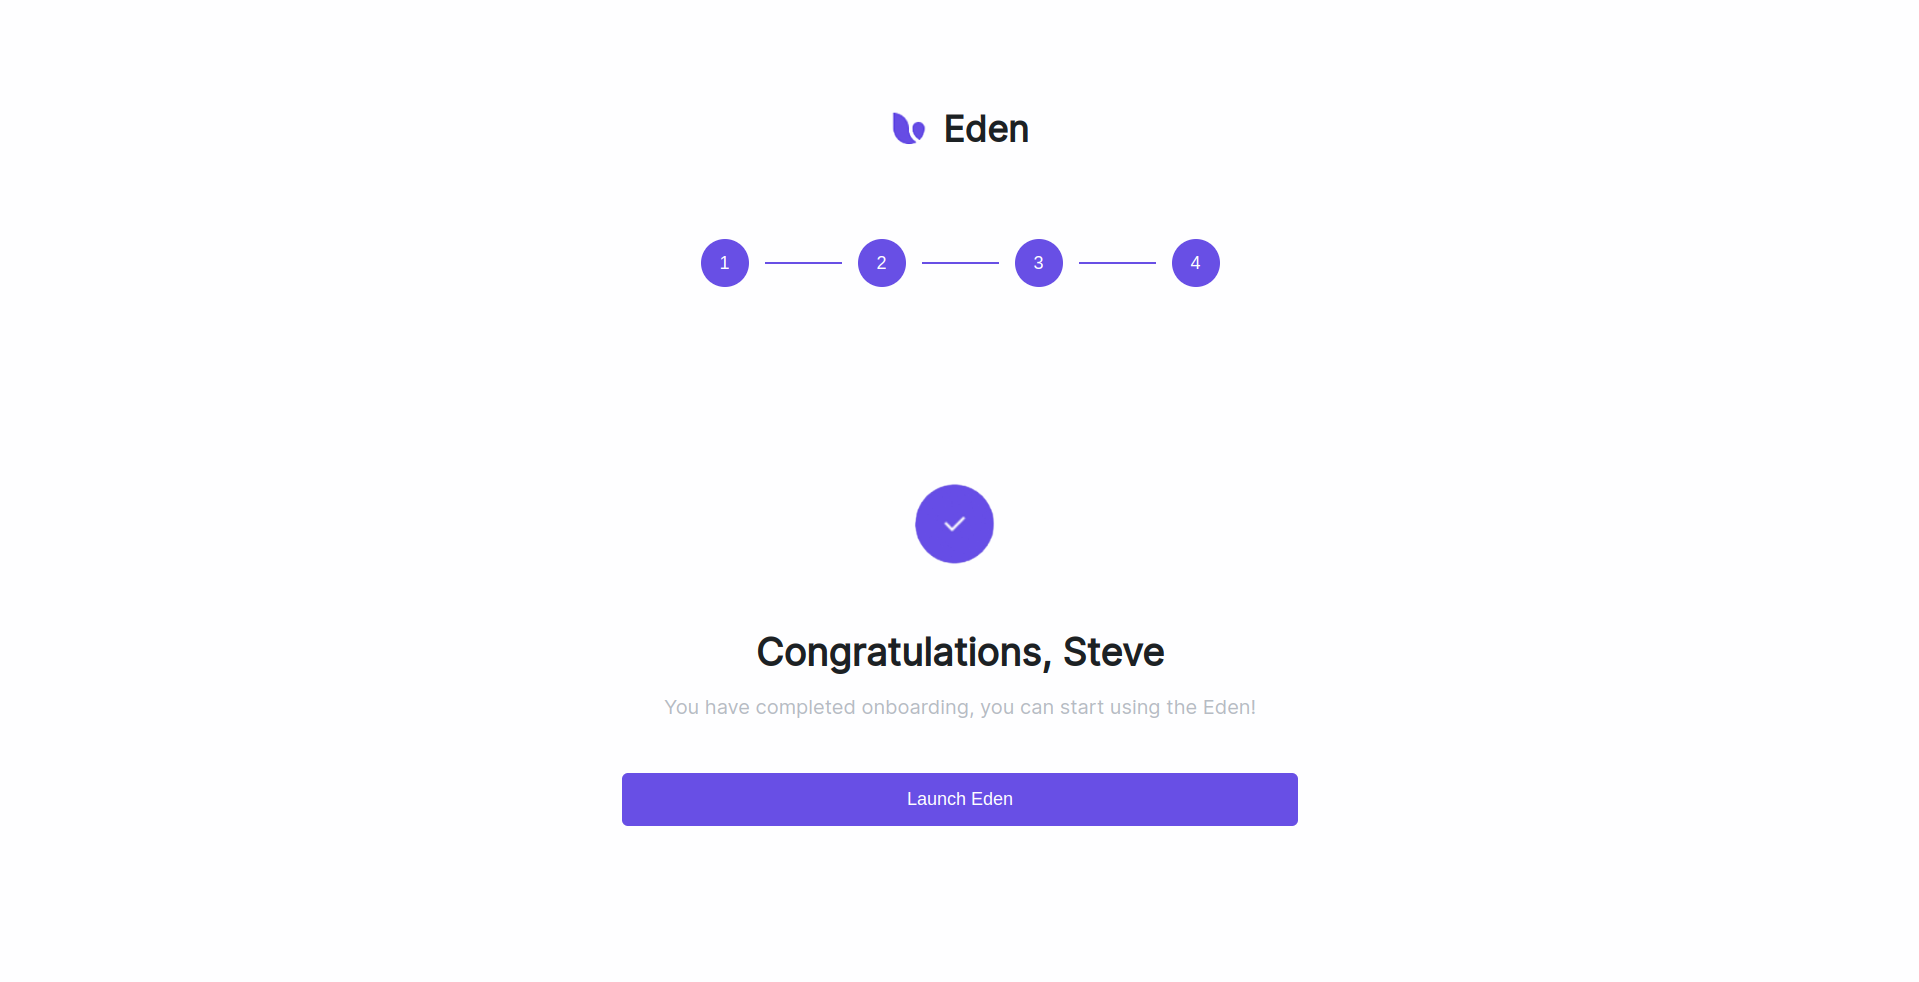 Eden
1 2 3 4
Congratulations, Steve
You have completed onboarding, you can start using the Eden!
Launch Eden